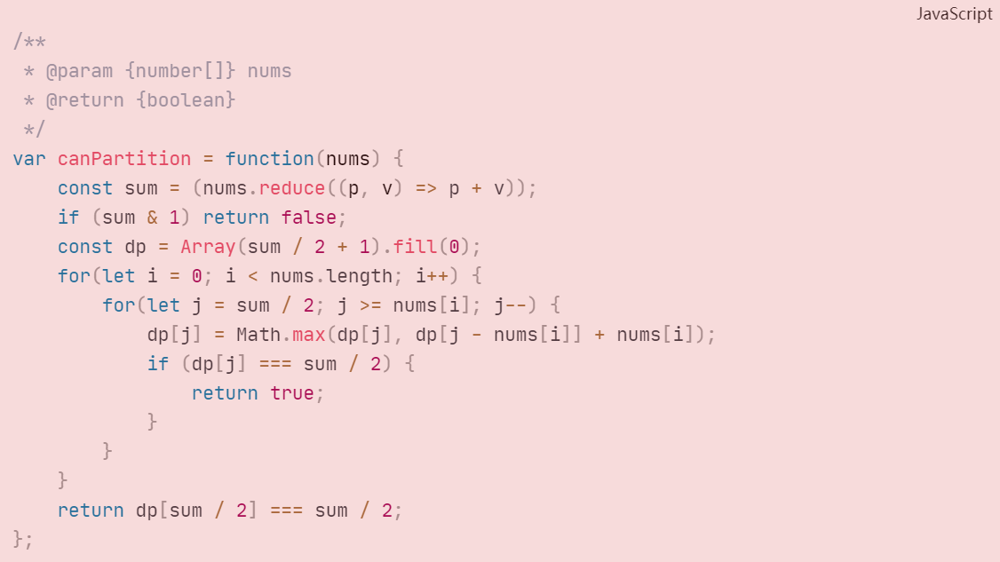 JavaScript
/**
 * @param {number[]} nums
 * @return {boolean}
 */
var canPartition = function(nums) {
    const sum = (nums.reduce((p, v) => p + v));
    if (sum & 1) return false;
    const dp = Array(sum / 2 + 1).fill(0);
    for(let i = 0; i < nums.length; i++) {
        for(let j = sum / 2; j >= nums[i]; j--) {
            dp[j] = Math.max(dp[j], dp[j - nums[i]] + nums[i]);
            if (dp[j] === sum / 2) {
                return true;
            }
        }
    }
    return dp[sum / 2] === sum / 2;
};